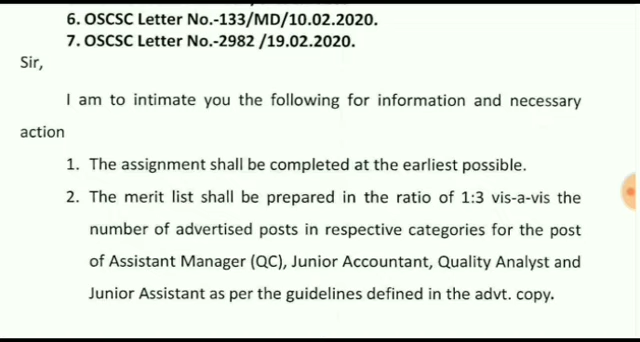 6. OSCSC Letter No.-133/MD/10.02.2020.
7. OSCSC Letter No.-2982 /19.02.2020.
Sir,
I am to intimate you the following for information and necessary
action
1. The assignment shall be completed at the earliest possible.
2. The merit list shall be prepared in the ratio of 1:3 vis-a-vis the
number of advertised posts in respective categories for the post
of Assistant Manager (QC), Junior Accountant, Quality Analyst and
Junior Assistant as per the guidelines defined in the advt. copy.